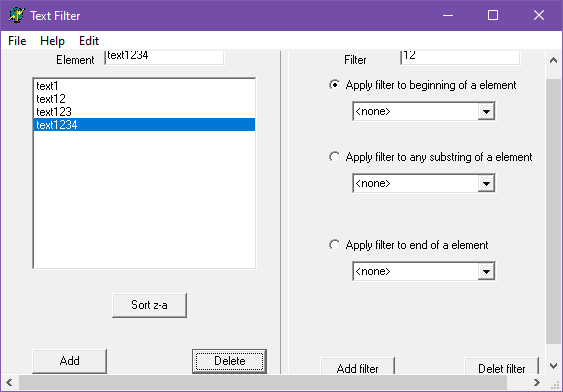 Text Filter
File Help Edit
Element text1234
text1
text12
text123
text1234
Sort z-a
Add Delete
Filter 12
Apply filter to beginning of a element
<none>
Apply filter to any substring of a element
<none>
Apply filter to end of a element
<none>
Add filter Delet filter